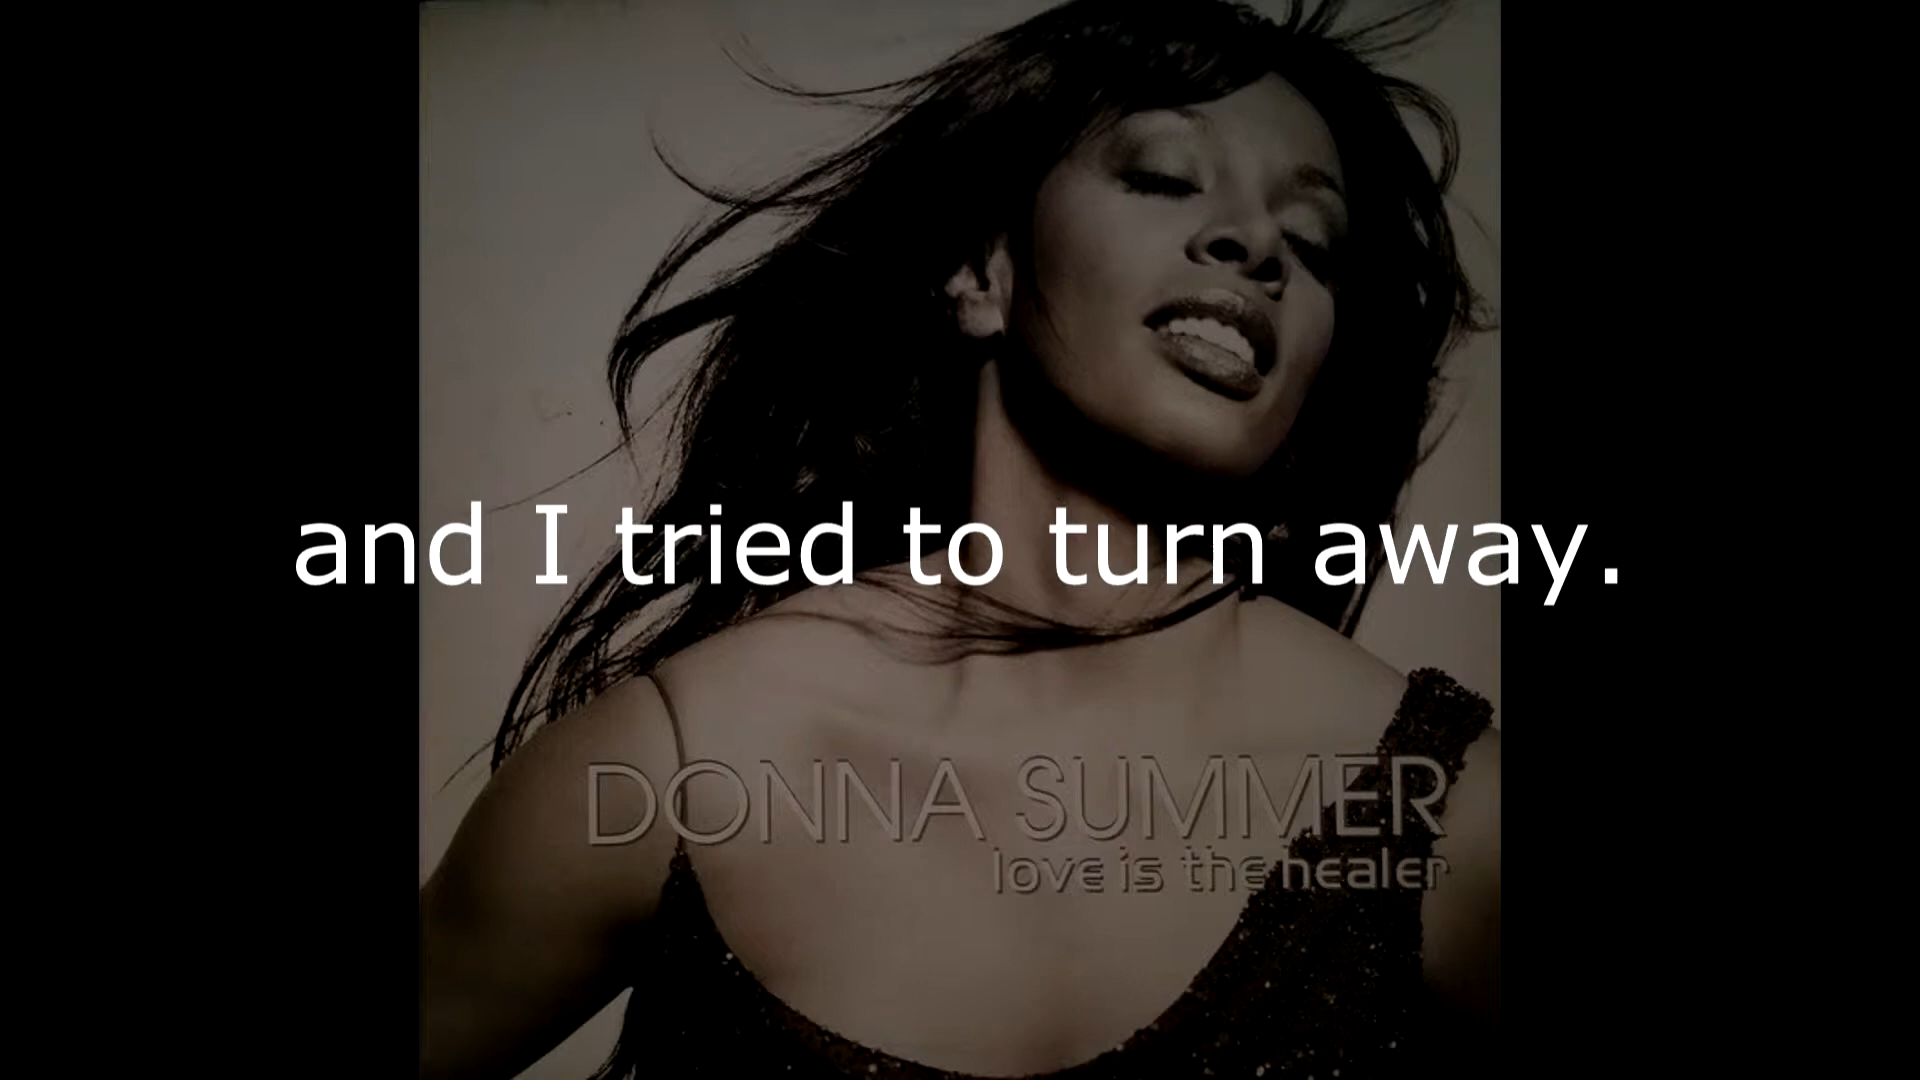 and I tried to turn away.
DONNA SUMMER
love is the healer